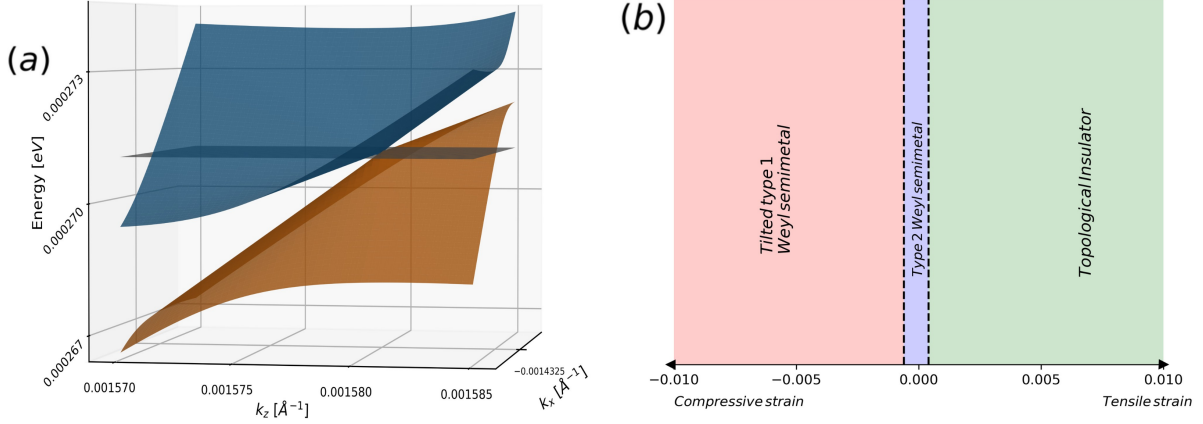 (a)
0.000273
0.000270
0.000267
Energy [eV]
0.001570
0.001575
0.001580
0.001585
k_z [Å⁻¹]
−0.0014325
k_x [Å⁻¹]
(b)
Tilted type 1
Weyl semimetal
Type 2 Weyl semimetal
Topological Insulator
−0.010
−0.005
0.000
0.005
0.010
Compressive strain
Tensile strain